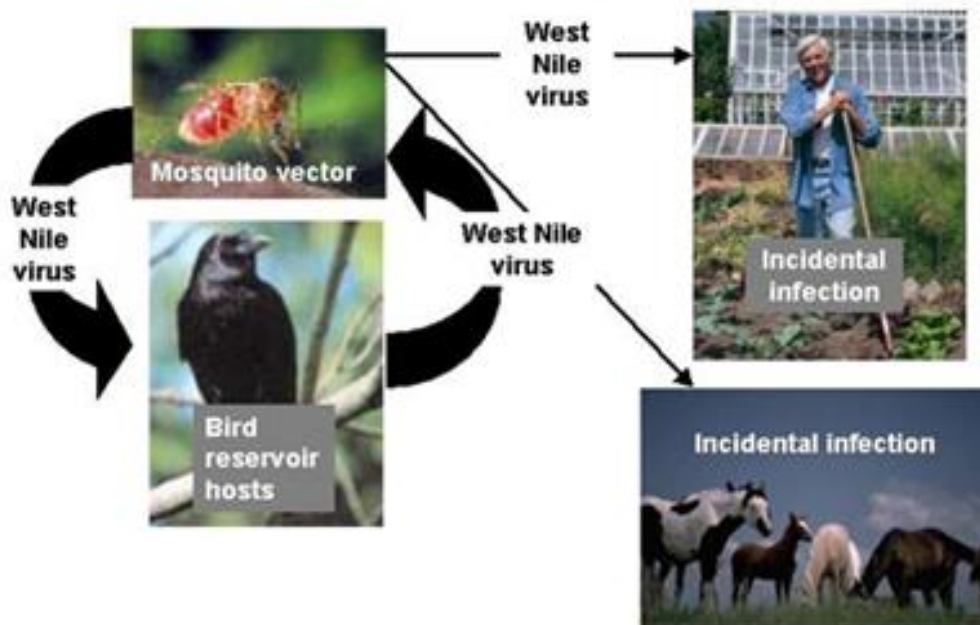 West
Nile
virus
Mosquito vector
West
Nile
virus
West Nile
virus
Bird
reservoir
hosts
Incidental
infection
Incidental infection